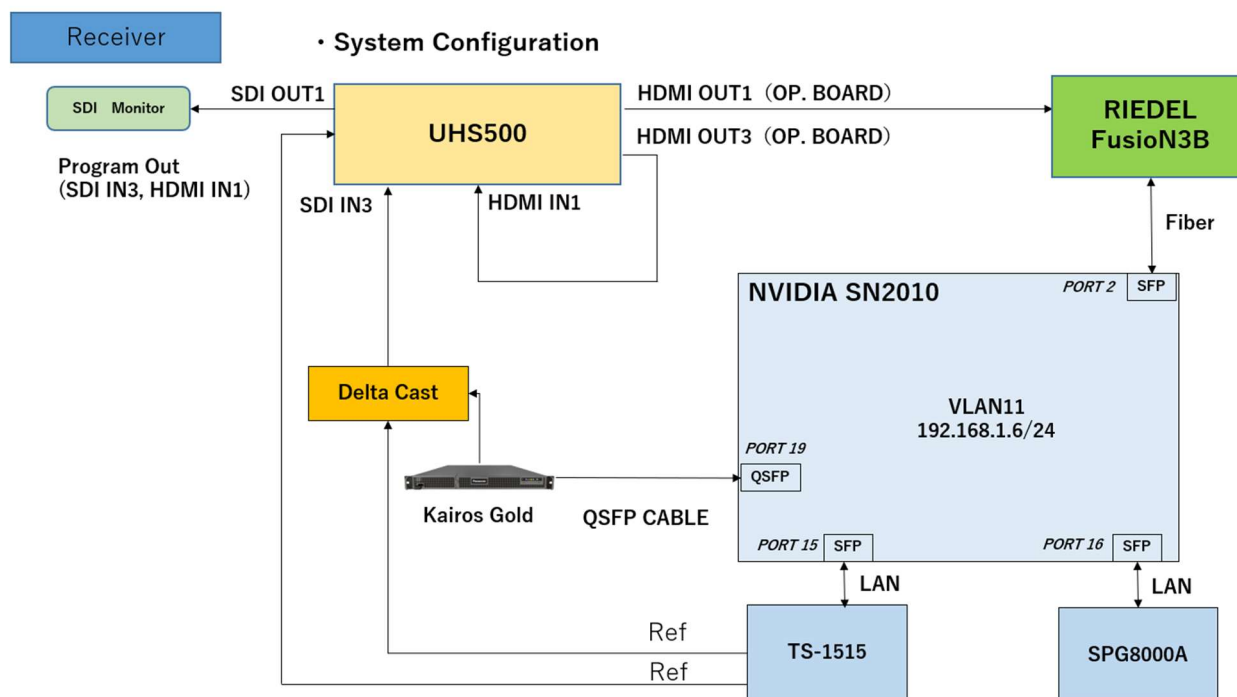 Receiver
・System Configuration
SDI Monitor
SDI OUT1
UHS500
HDMI OUT1（OP. BOARD）
HDMI OUT3（OP. BOARD）
RIEDEL
FusioN3B
Program Out
(SDI IN3, HDMI IN1)
SDI IN3
HDMI IN1
Fiber
NVIDIA SN2010
PORT 2
SFP
Delta Cast
VLAN11
192.168.1.6/24
PORT 19
QSFP
Kairos Gold
QSFP CABLE
PORT 15
SFP
PORT 16
SFP
LAN
LAN
Ref
Ref
TS-1515
SPG8000A